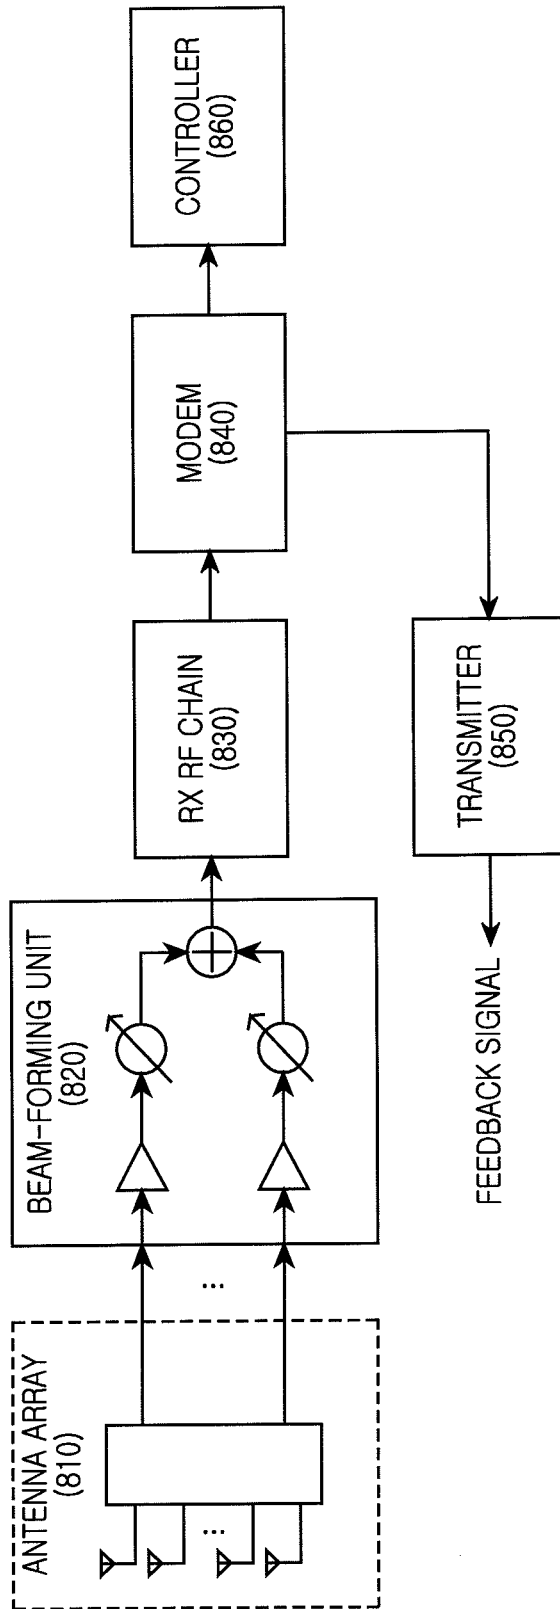 ANTENNA ARRAY
(810)
...
...
BEAM-FORMING UNIT
(820)
RX RF CHAIN
(830)
MODEM
(840)
CONTROLLER
(860)
FEEDBACK SIGNAL
TRANSMITTER
(850)